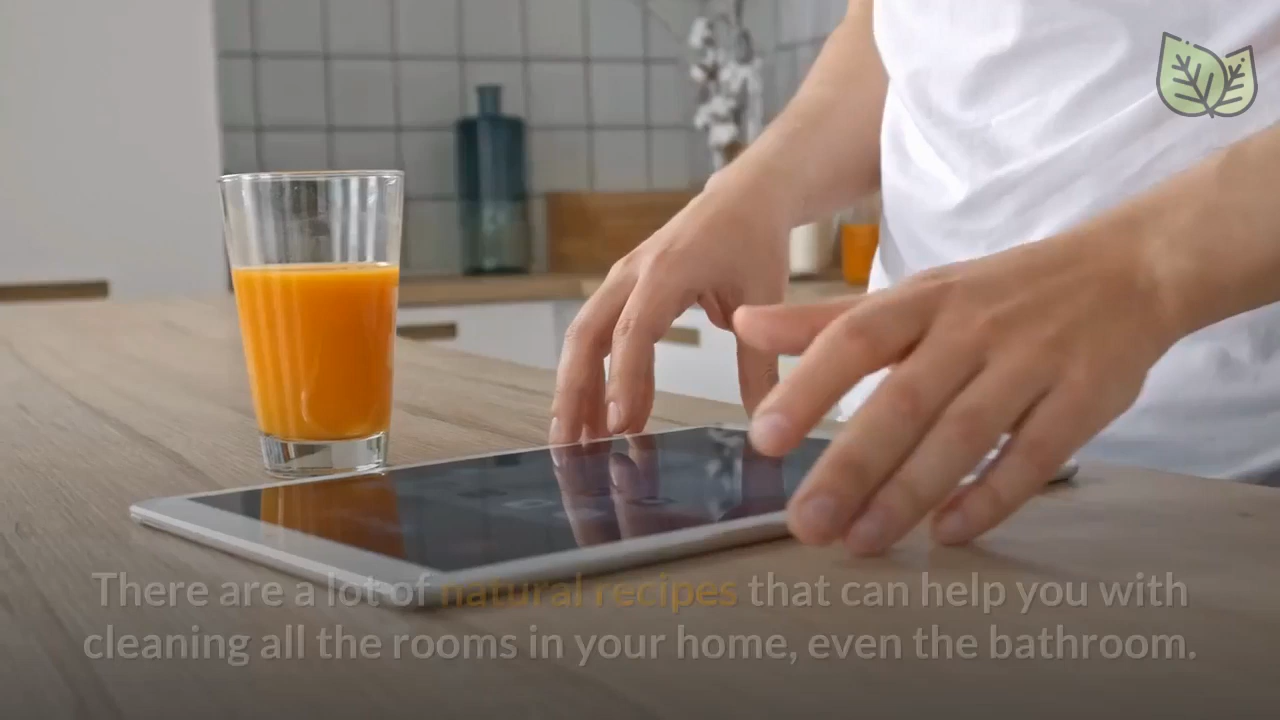 There are a lot of natural recipes that can help you with
cleaning all the rooms in your home, even the bathroom.